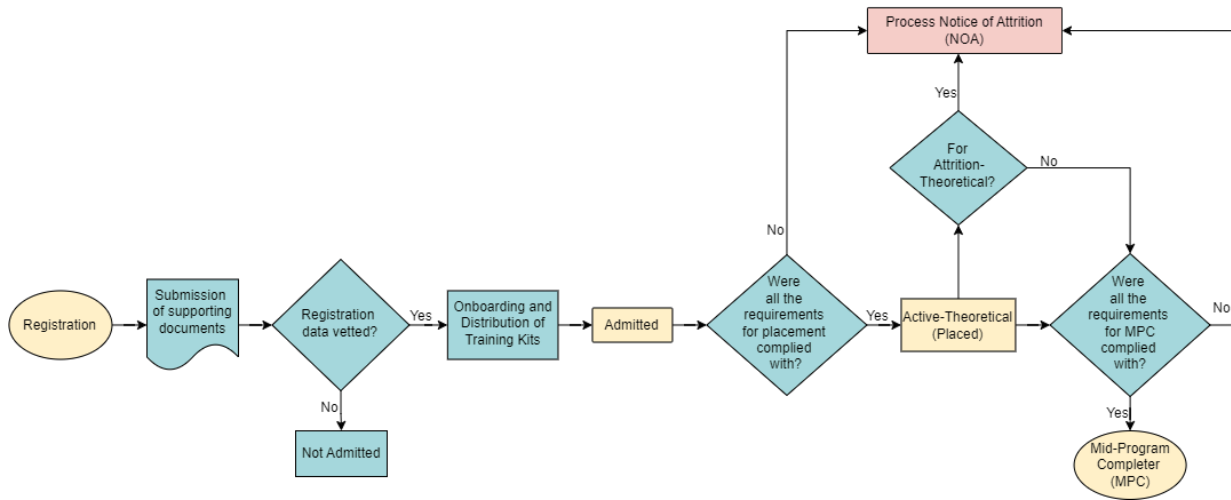 Process Notice of Attrition
(NOA)
Yes
For
Attrition-
Theoretical?
No
No
Registration
Submission
of supporting
documents
Registration
data vetted?
Yes
Onboarding and
Distribution of
Training Kits
Admitted
Were
all the
requirements
for placement
complied
with?
Yes
Active-Theoretical
(Placed)
Were
all the
requirements
for MPC
complied
with?
No
No
Not Admitted
Yes
Mid-Program
Completer
(MPC)